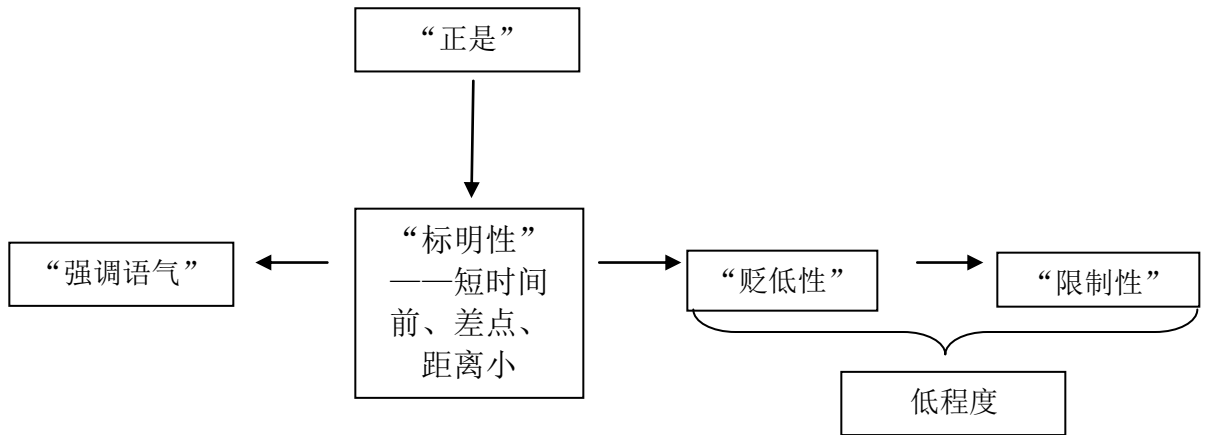 “正是”
“强调语气”
“标明性”
——短时间
前、差点、
距离小
“贬低性”
“限制性”
低程度